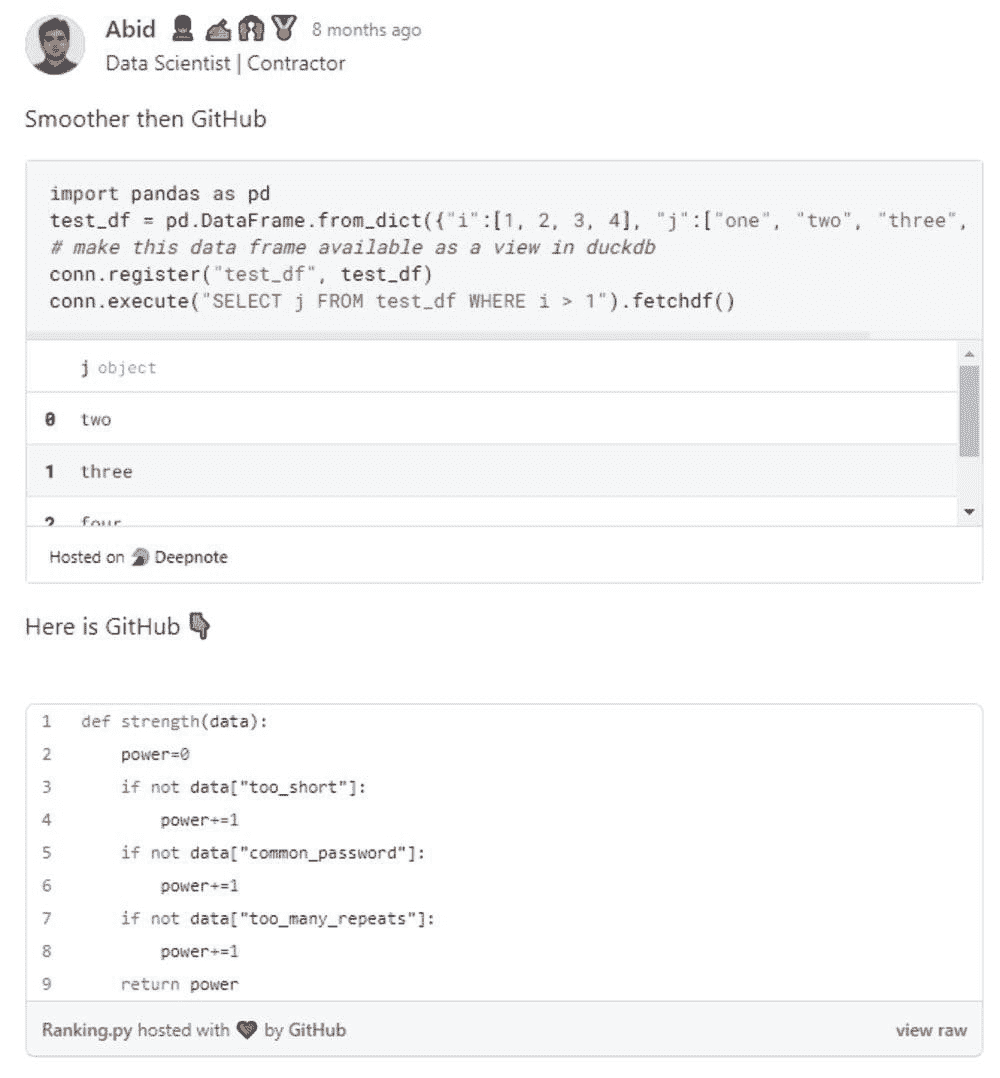 Abid 8 months ago
Data Scientist | Contractor
Smoother then GitHub
import pandas as pd
test_df = pd.DataFrame.from_dict({"i":[1, 2, 3, 4], "j":["one", "two", "three",
# make this data frame available as a view in duckdb
conn.register("test_df", test_df)
conn.execute("SELECT j FROM test_df WHERE i > 1").fetchdf()
j object
0 two
1 three
2 four
Hosted on Deepnote
Here is GitHub
1 def strength(data):
2 power=0
3 if not data["too_short"]:
4 power+=1
5 if not data["common_password"]:
6 power+=1
7 if not data["too_many_repeats"]:
8 power+=1
9 return power
Ranking.py hosted with by GitHub view raw